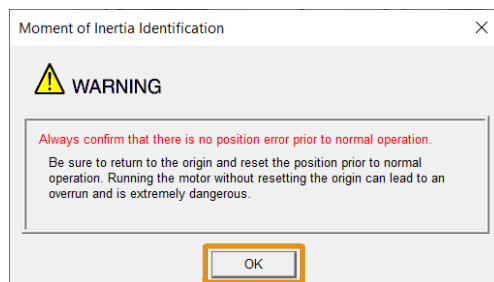 Moment of Inertia Identification
WARNING
Always confirm that there is no position error prior to normal operation.
Be sure to return to the origin and reset the position prior to normal
operation. Running the motor without resetting the origin can lead to an
overrun and is extremely dangerous.
OK